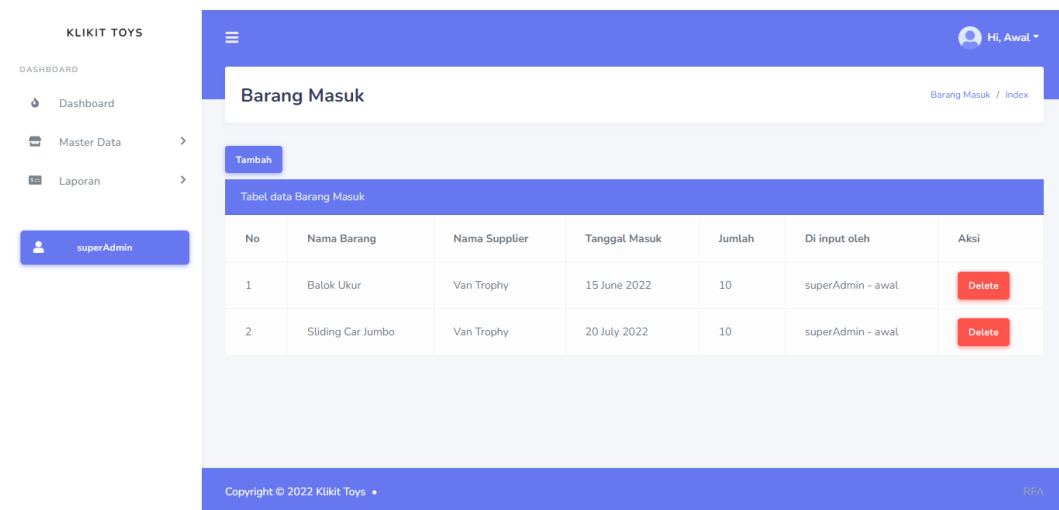 KLIKIT TOYS
DASHBOARD
Dashboard
Master Data
Laporan
superAdmin
Hi, Awal
Barang Masuk
Barang Masuk / Index
Tambah
Tabel data Barang Masuk
No Nama Barang Nama Supplier Tanggal Masuk Jumlah Di input oleh Aksi
1 Balok Ukur Van Trophy 15 June 2022 10 superAdmin - awal Delete
2 Sliding Car Jumbo Van Trophy 20 July 2022 10 superAdmin - awal Delete
Copyright © 2022 Klikit Toys •
RFA